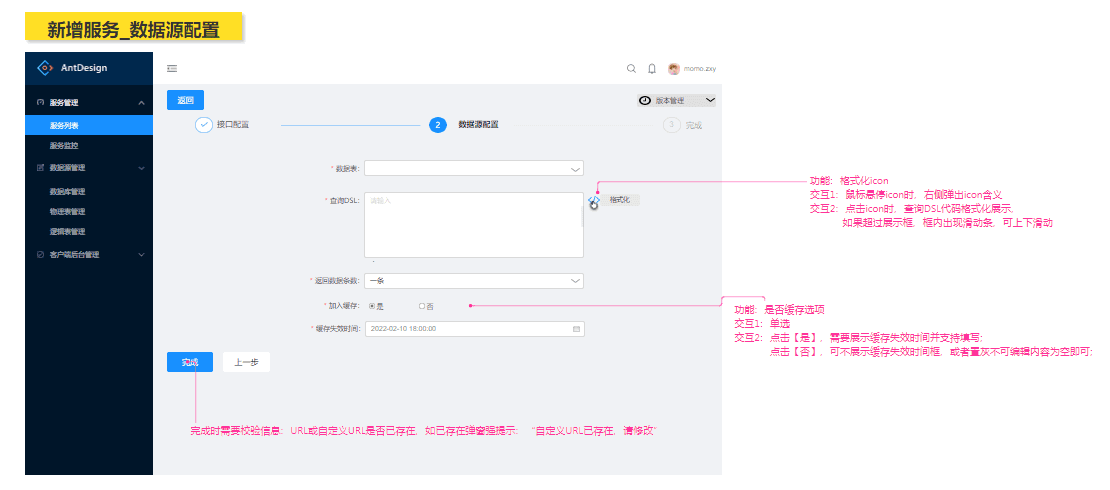 新增服务_数据源配置
AntDesign
momo.zxy
服务管理
返回
版本管理
服务列表
接口配置
2
数据源配置
3
完成
服务监控
数据源管理
* 数据表:
数据库管理
* 查询DSL:
请输入
格式化
物理表管理
逻辑表管理
客户端后台管理
* 返回数据条数:
一条
* 加入缓存:
是
否
* 缓存失效时间:
2022-02-10 18:00:00
完成
上一步
功能：格式化icon
交互1：鼠标悬停icon时，右侧弹出icon含义
交互2：点击icon时，查询DSL代码格式化展示，
如果超过展示框，框内出现滑动条，可上下滑动
功能：是否缓存选项
交互1：单选
交互2：点击【是】，需要展示缓存失效时间并支持填写；
点击【否】，可不展示缓存失效时间框，或者置灰不可编辑内容为空即可；
完成时需要校验信息：URL或自定义URL是否已存在，如已存在弹窗强提示：“自定义URL已存在，请修改”